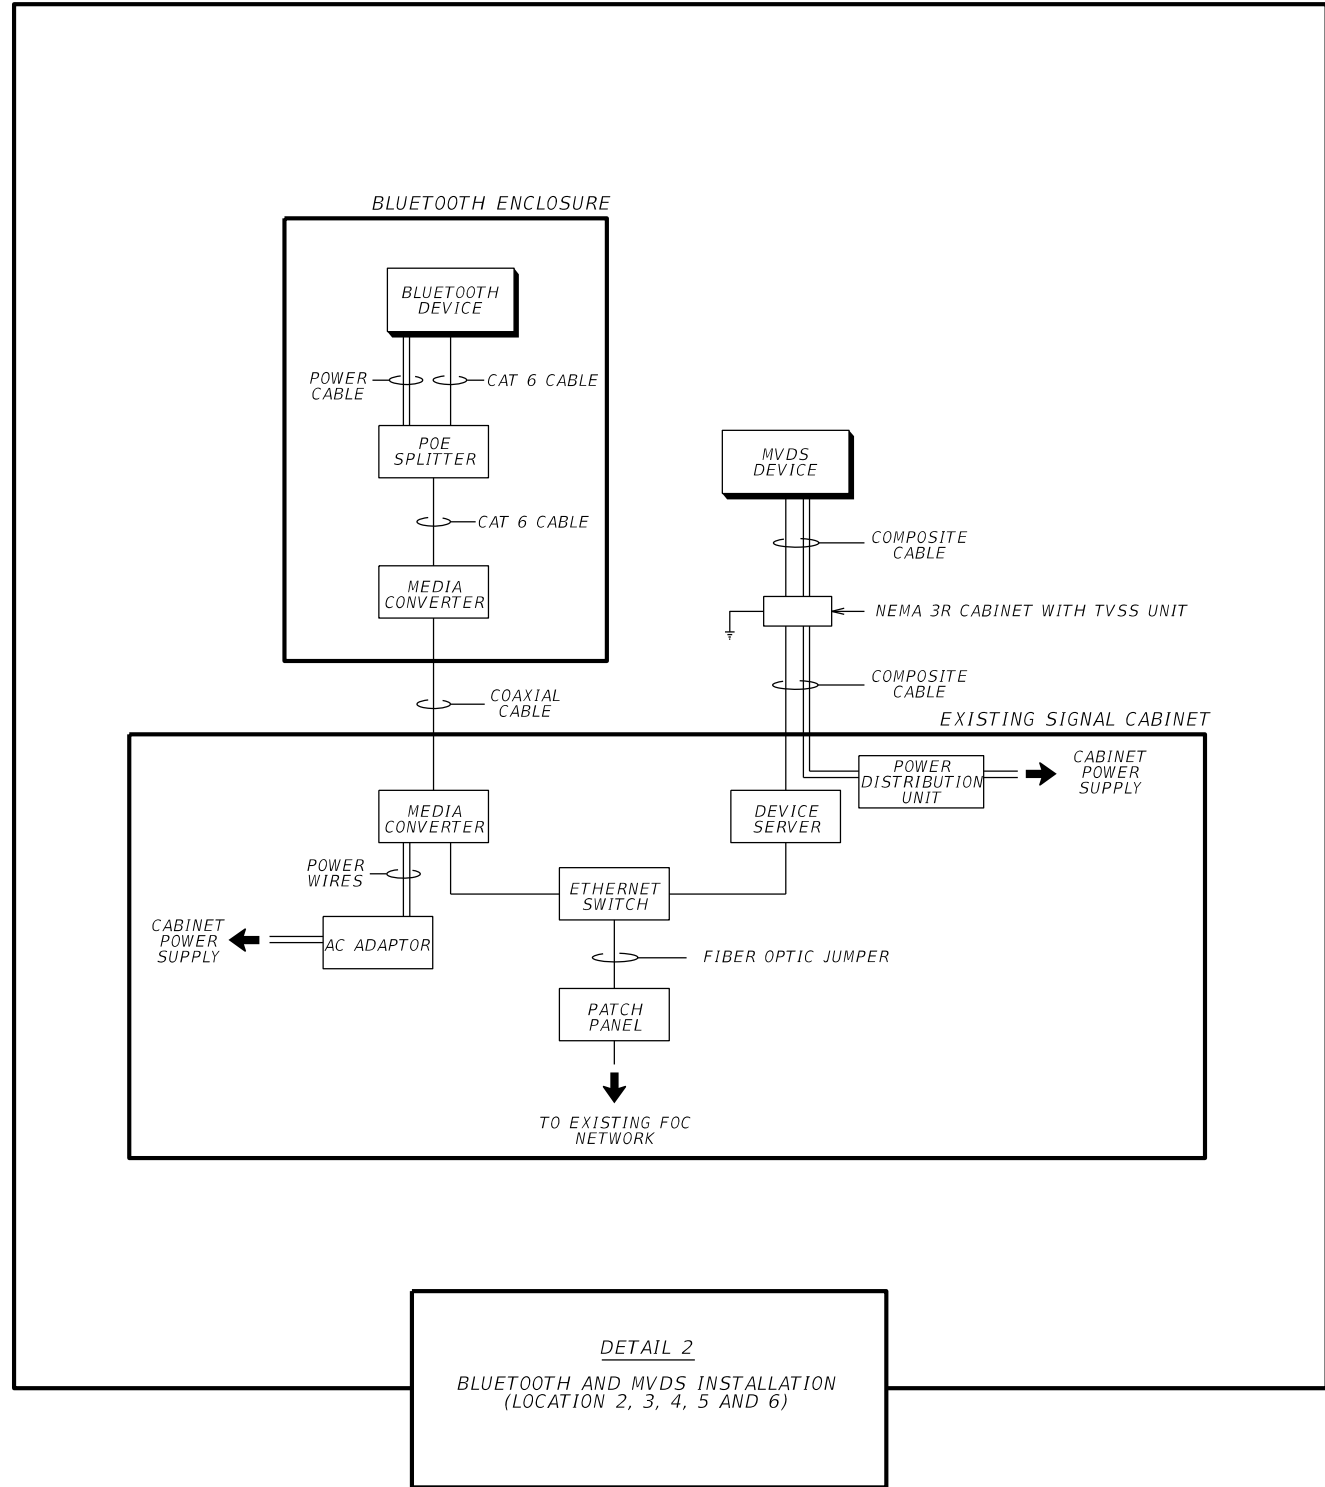 BLUETOOTH ENCLOSURE
BLUETOOTH
DEVICE
POWER
CABLE
CAT 6 CABLE
POE
SPLITTER
CAT 6 CABLE
MEDIA
CONVERTER
MVDS
DEVICE
COMPOSITE
CABLE
NEMA 3R CABINET WITH TVSS UNIT
COMPOSITE
CABLE
COAXIAL
CABLE
EXISTING SIGNAL CABINET
POWER
DISTRIBUTION
UNIT
CABINET
POWER
SUPPLY
MEDIA
CONVERTER
DEVICE
SERVER
POWER
WIRES
ETHERNET
SWITCH
CABINET
POWER
SUPPLY
AC ADAPTOR
FIBER OPTIC JUMPER
PATCH
PANEL
TO EXISTING FOC
NETWORK
DETAIL 2
BLUETOOTH AND MVDS INSTALLATION
(LOCATION 2, 3, 4, 5 AND 6)